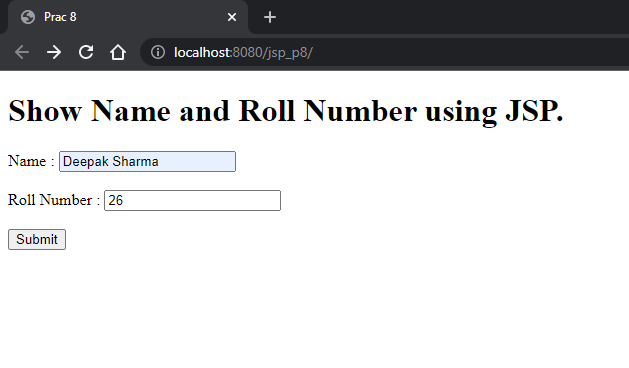 Prac 8
localhost:8080/jsp_p8/
Show Name and Roll Number using JSP.
Name : Deepak Sharma
Roll Number : 26
Submit